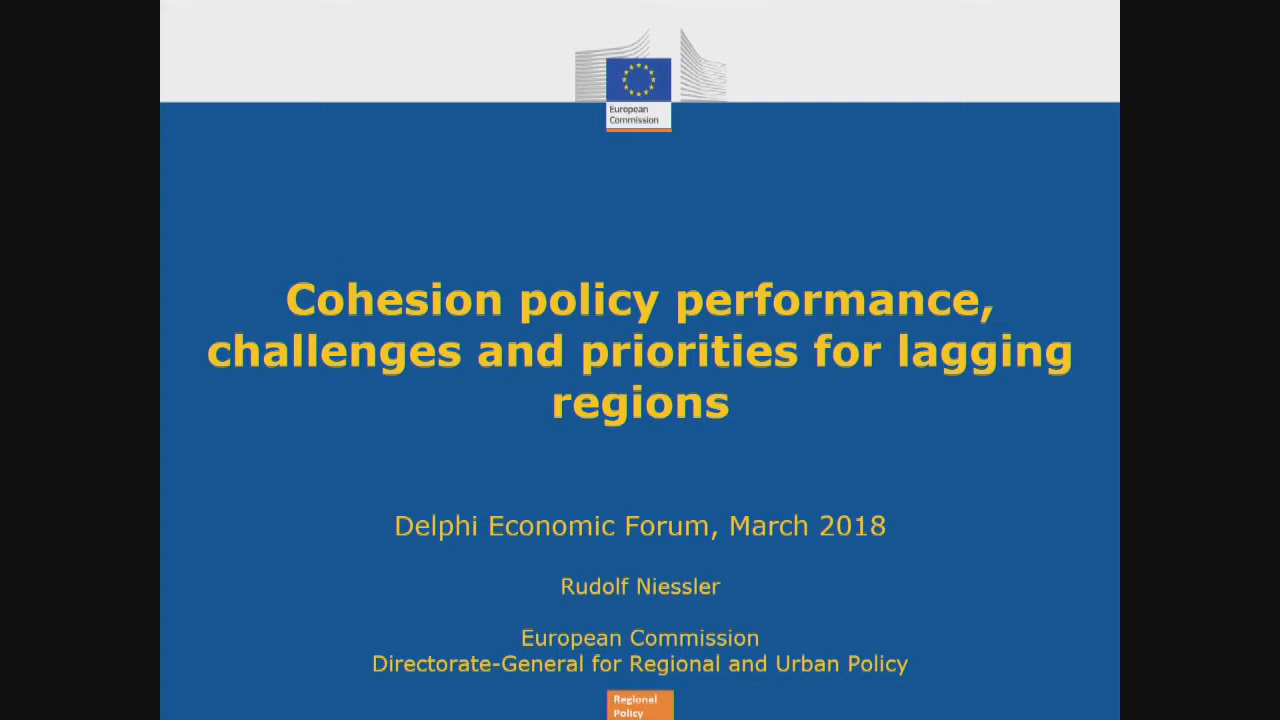 European
Commission
Cohesion policy performance,
challenges and priorities for lagging
regions
Delphi Economic Forum, March 2018
Rudolf Niessler
European Commission
Directorate-General for Regional and Urban Policy
Regional
Policy